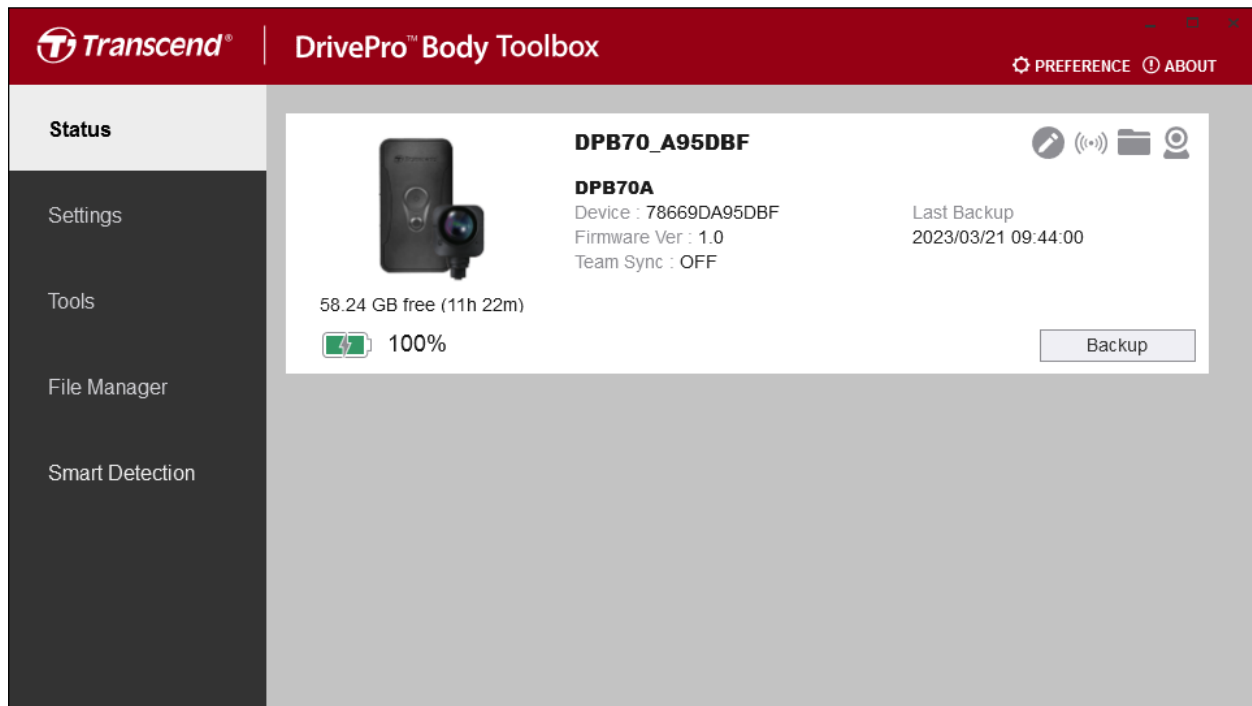 Transcend®
DrivePro™ Body Toolbox
PREFERENCE
ABOUT
Status
Settings
Tools
File Manager
Smart Detection
DPB70_A95DBF
DPB70A
Device : 78669DA95DBF
Firmware Ver : 1.0
Team Sync : OFF
Last Backup
2023/03/21 09:44:00
58.24 GB free (11h 22m)
100%
Backup